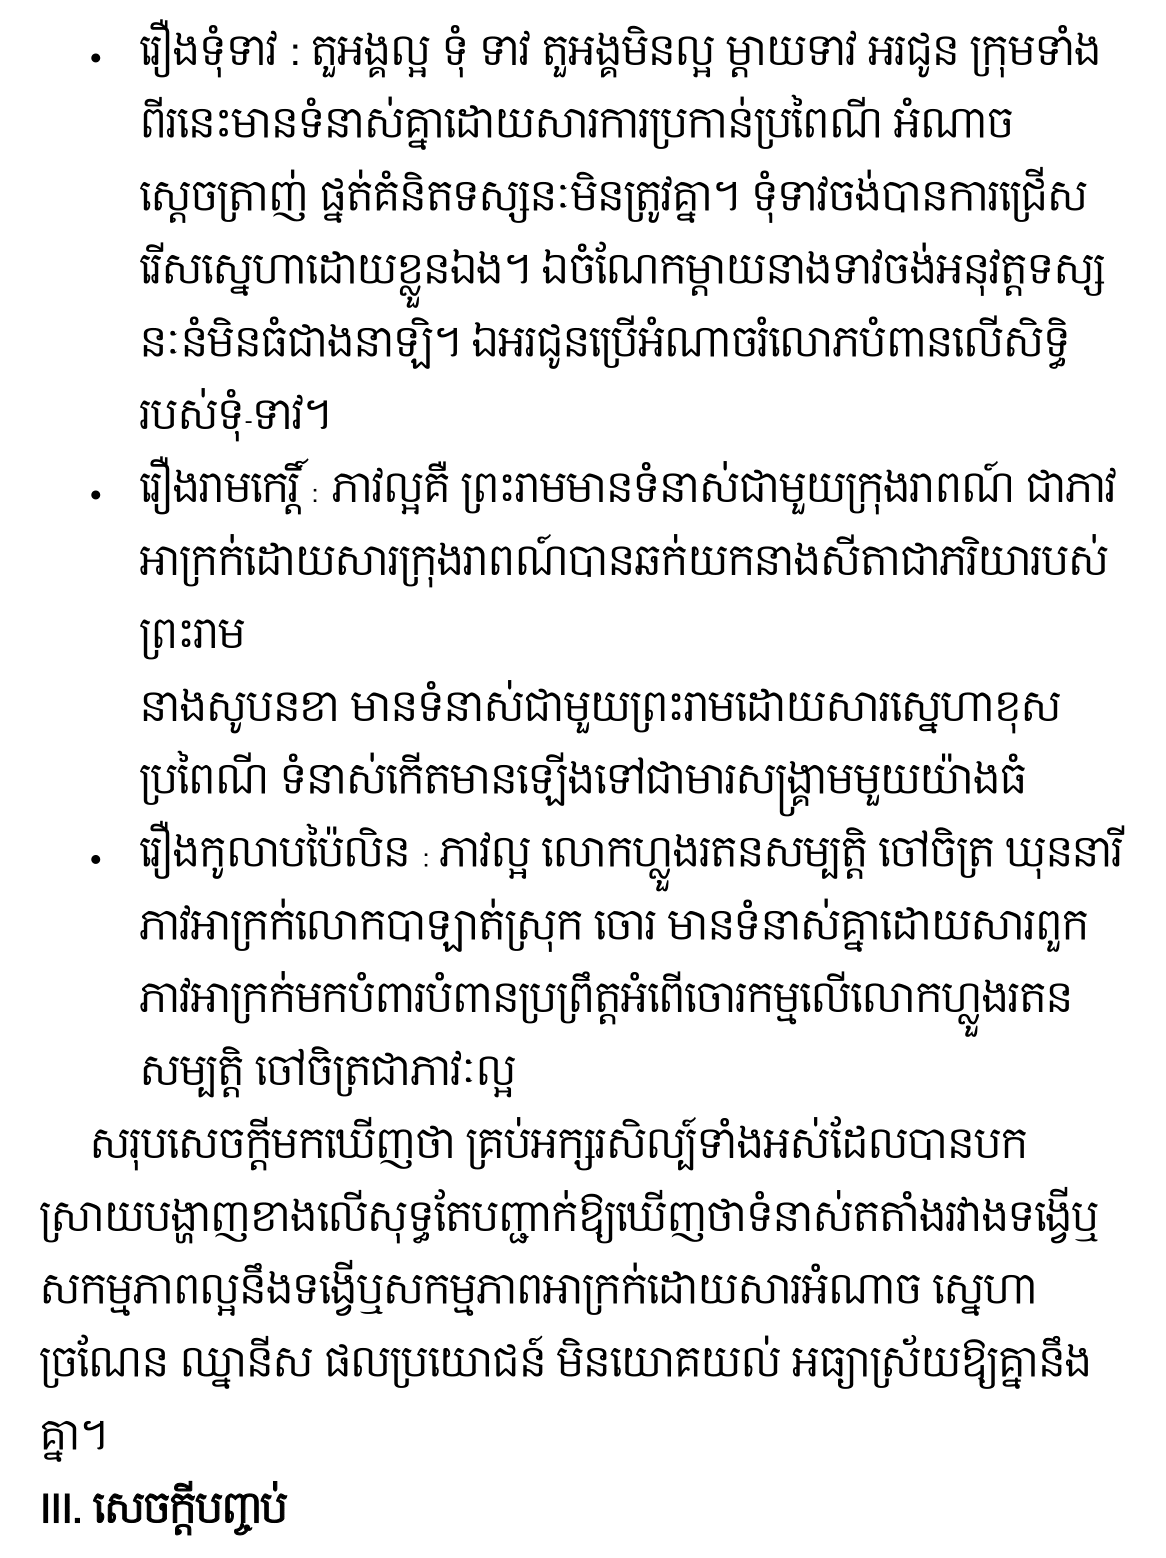 • រឿងទុំទាវ : តួអង្គល្អ ទុំ ទាវ តួអង្គមិនល្អ ម្តាយទាវ អរជូន ក្រុមទាំង
ពីរនេះមានទំនាស់គ្នាដោយសារការប្រកាន់ប្រពៃណី អំណាច
ស្តេចត្រាញ់ ផ្នត់គំនិតទស្សនៈមិនត្រូវគ្នា។ ទុំទាវចង់បានការជ្រើស
រើសស្នេហាដោយខ្លួនឯង។ ឯចំណែកម្តាយនាងទាវចង់អនុវត្តទស្ស
នៈនំមិនធំជាងនាឡិ។ ឯអរជូនប្រើអំណាចរំលោភបំពានលើសិទ្ធិ
របស់ទុំ-ទាវ។
• រឿងរាមកេរ្តិ៍ : ភាវល្អគឺ ព្រះរាមមានទំនាស់ជាមួយក្រុងរាពណ៍ ជាភាវ
អាក្រក់ដោយសារក្រុងរាពណ៍បានឆក់យកនាងសីតាជាភរិយារបស់
ព្រះរាម
នាងសូបនខា មានទំនាស់ជាមួយព្រះរាមដោយសារស្នេហាខុស
ប្រពៃណី ទំនាស់កើតមានឡើងទៅជាមារសង្គ្រាមមួយយ៉ាងធំ
• រឿងកូលាបប៉ៃលិន : ភាវល្អ លោកហ្លួងរតនសម្បត្តិ ចៅចិត្រ ឃុននារី
ភាវអាក្រក់លោកបាឡាត់ស្រុក ចោរ មានទំនាស់គ្នាដោយសារពួក
ភាវអាក្រក់មកបំពារបំពានប្រព្រឹត្តអំពើចោរកម្មលើលោកហ្លួងរតន
សម្បត្តិ ចៅចិត្រជាភាវៈល្អ
សរុបសេចក្តីមកឃើញថា គ្រប់អក្សរសិល្ប៍ទាំងអស់ដែលបានបក
ស្រាយបង្ហាញខាងលើសុទ្ធតែបញ្ជាក់ឱ្យឃើញថាទំនាស់តតាំងរវាងទង្វើឬ
សកម្មភាពល្អនឹងទង្វើឬសកម្មភាពអាក្រក់ដោយសារអំណាច ស្នេហា
ច្រណែន ឈ្នានីស ផលប្រយោជន៍ មិនយោគយល់ អធ្យាស្រ័យឱ្យគ្នានឹង
គ្នា។
III. សេចក្តីបញ្ចប់